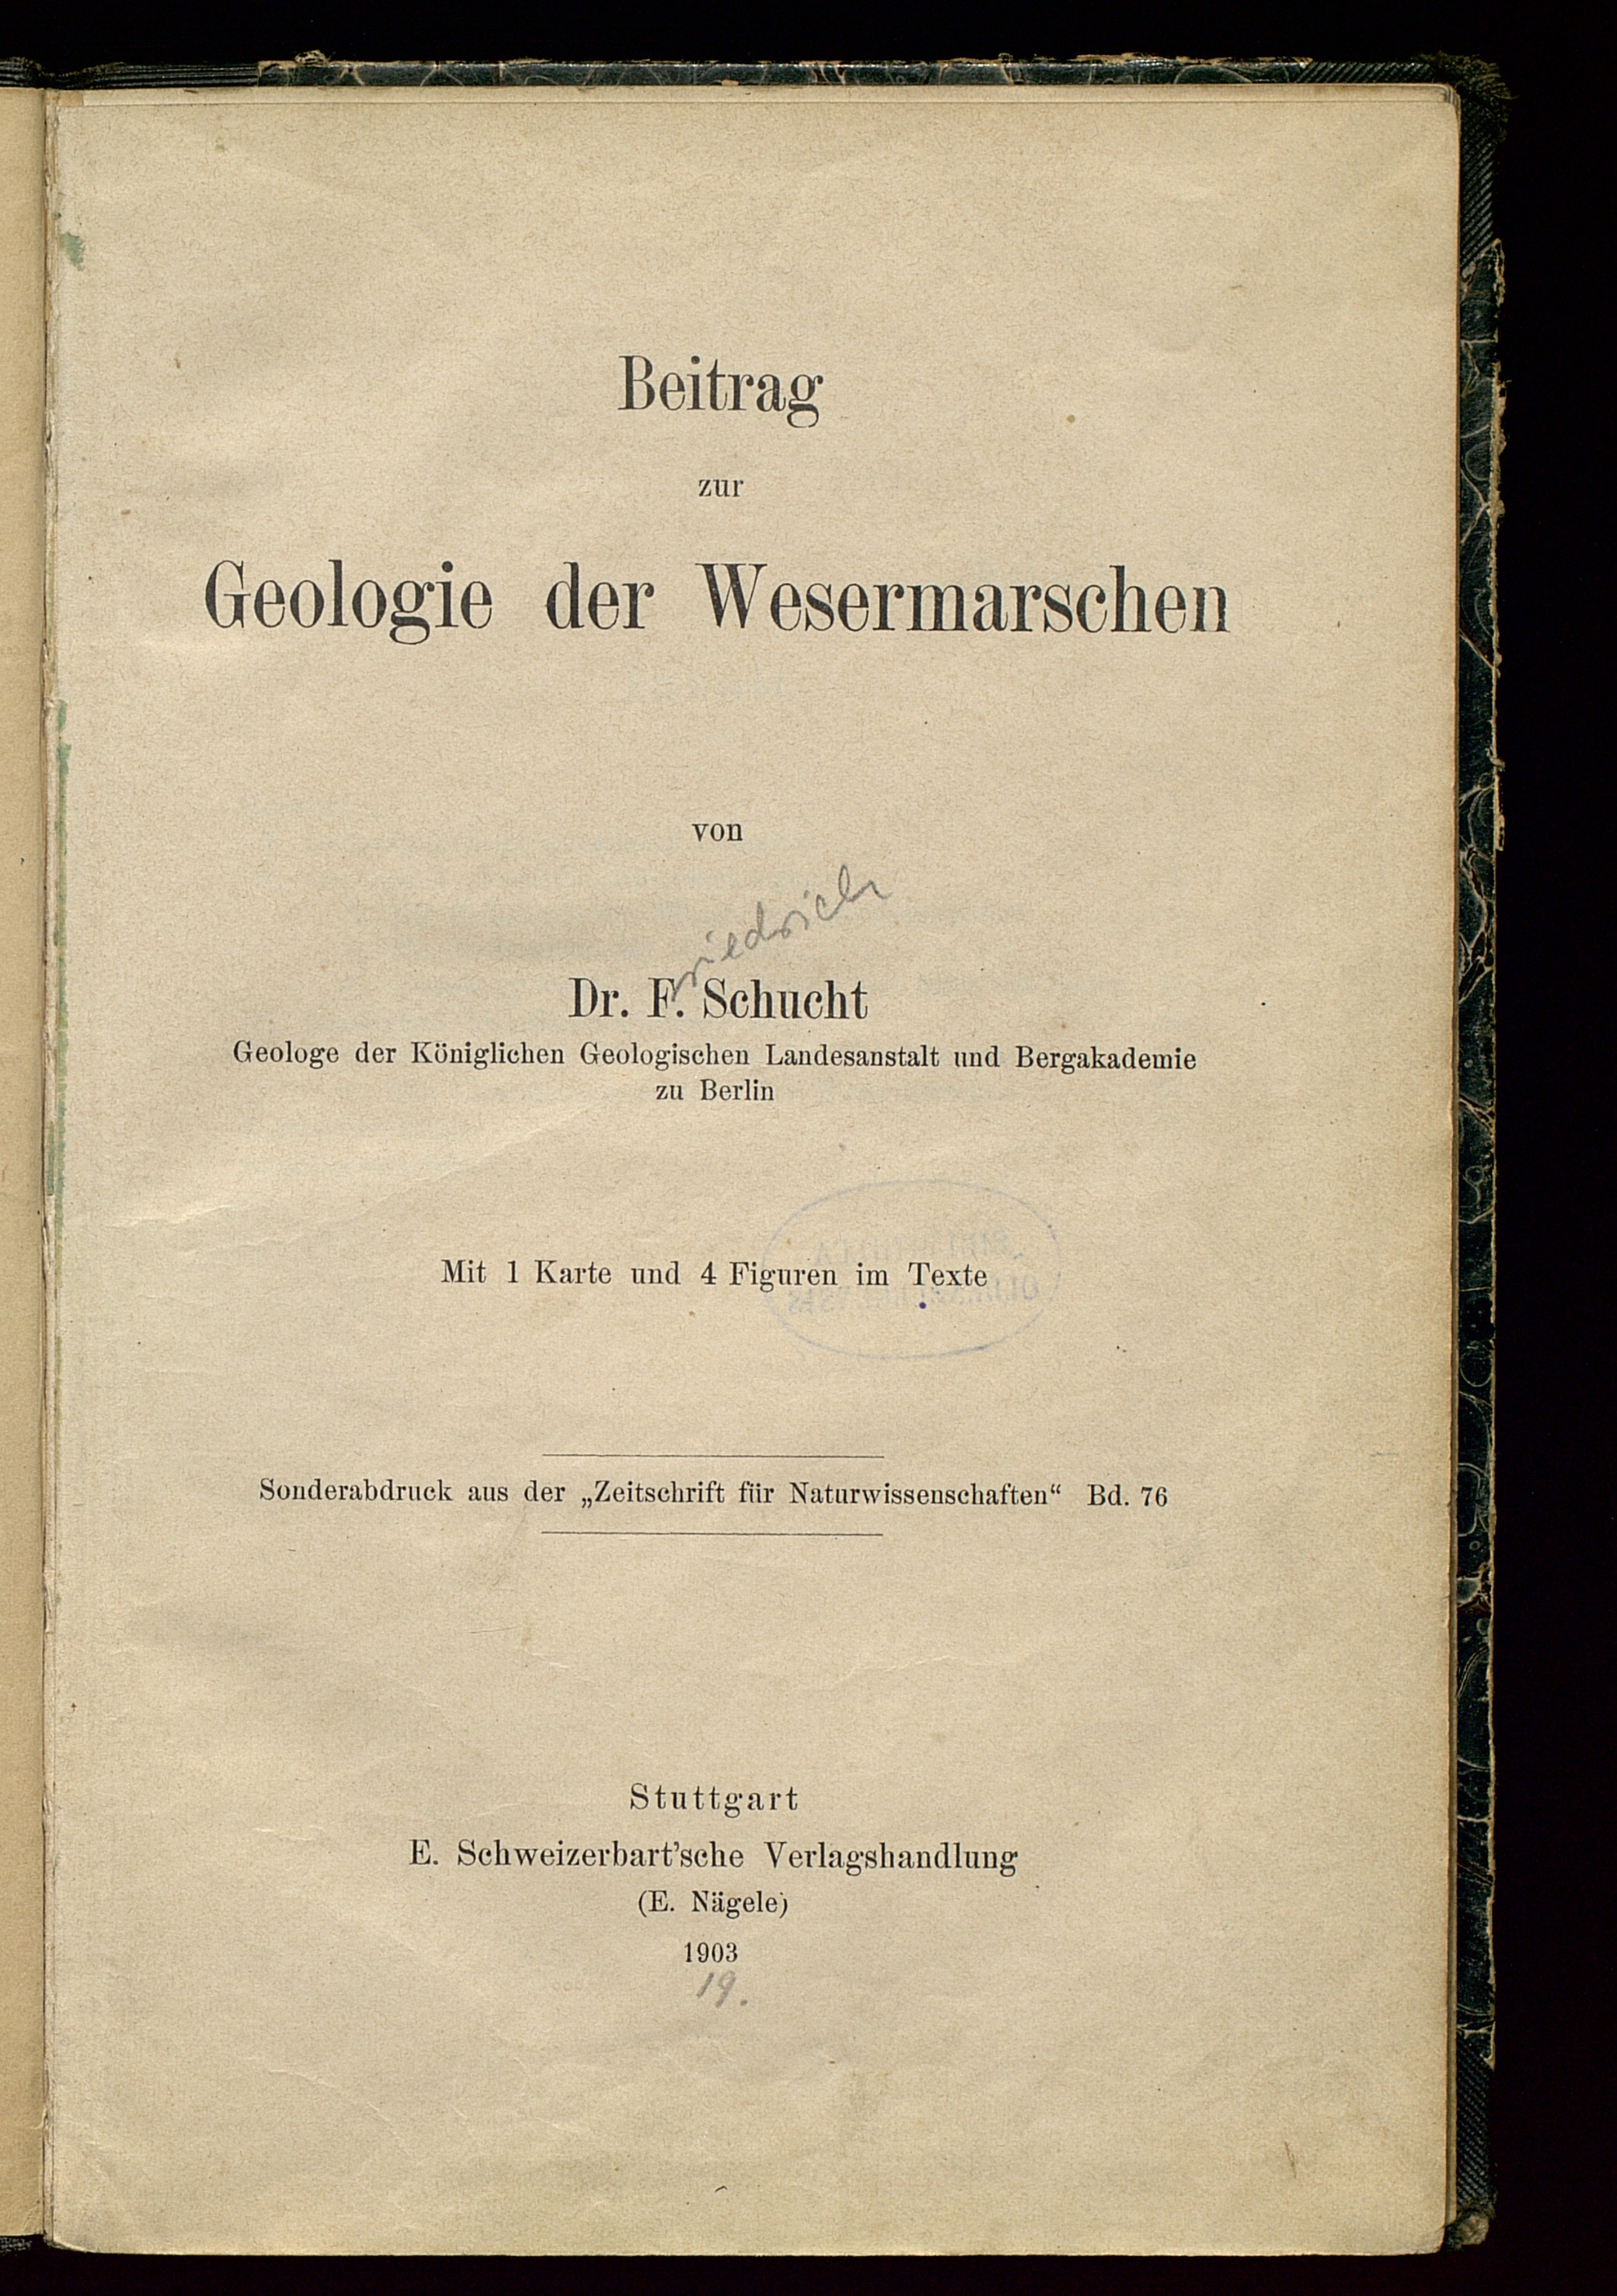 Beitrag
zur
Geologie der Wesermarschen
von
riedrich
Dr. F. Schucht
Geologe der Königlichen Geologischen Landesanstalt und Bergakademie
zu Berlin
Mit 1 Karte und 4 Figuren im Texte
Sonderabdruck aus der „Zeitschrift für Naturwissenschaften“ Bd. 76
Stuttgart
E. Schweizerbart'sche Verlagshandlung
(E. Nägele)
1903
19.